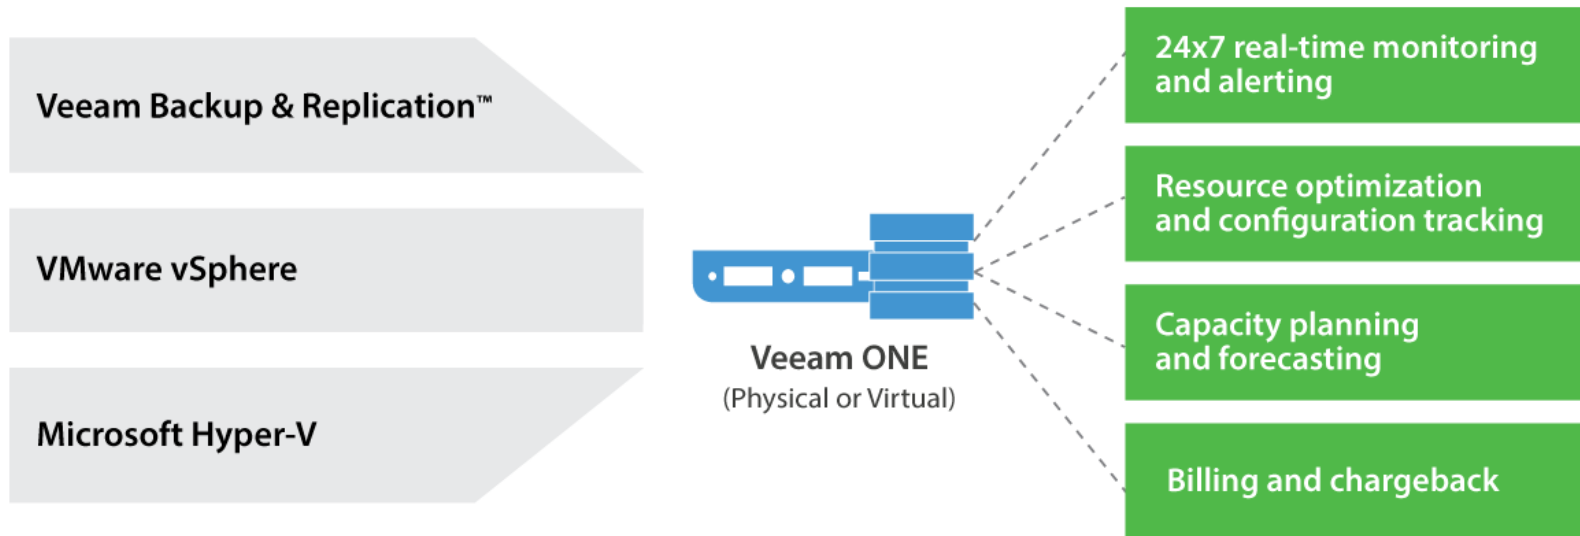 Veeam Backup & Replication™
VMware vSphere
Microsoft Hyper-V
Veeam ONE
(Physical or Virtual)
24x7 real-time monitoring
and alerting
Resource optimization
and configuration tracking
Capacity planning
and forecasting
Billing and chargeback